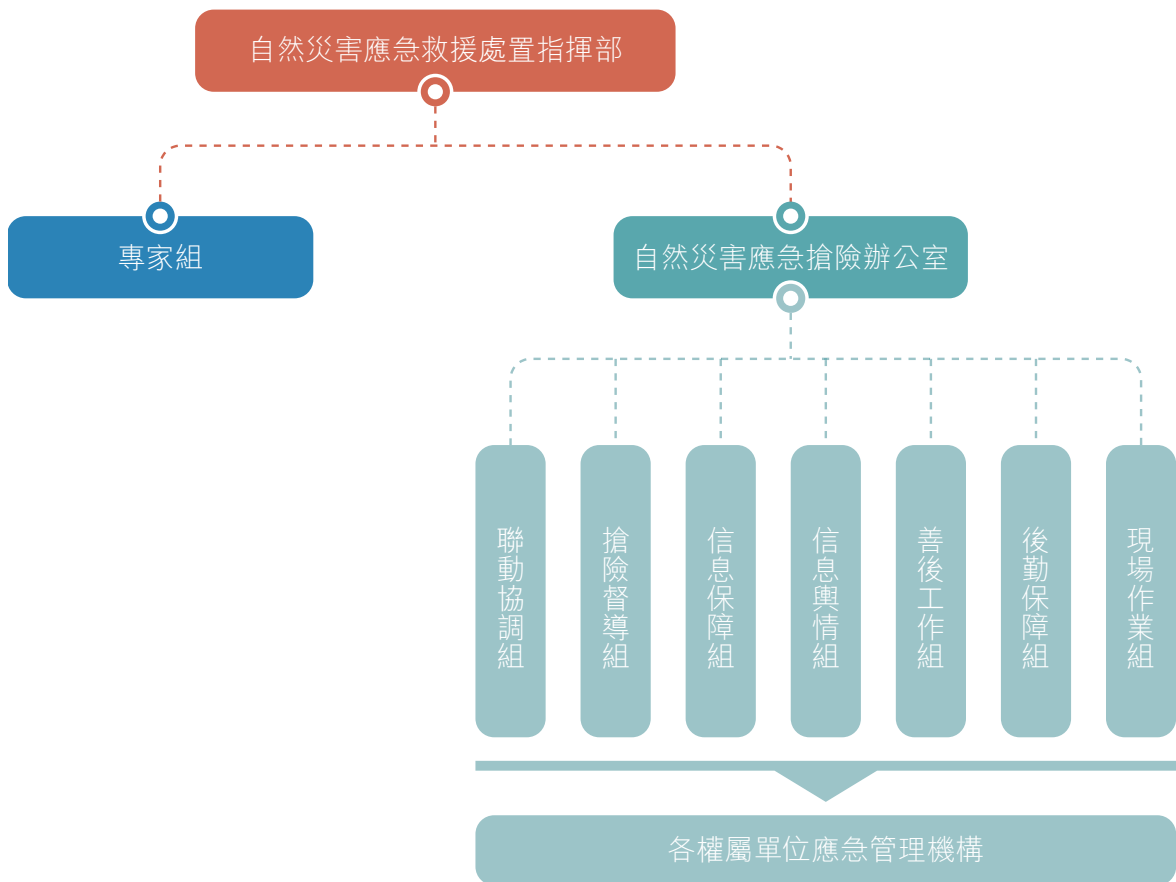 自然災害應急救援處置指揮部
專家組
自然災害應急搶險辦公室
聯動協調組
搶險督導組
信息保障組
信息輿情組
善後工作組
後勤保障組
現場作業組
各權屬單位應急管理機構